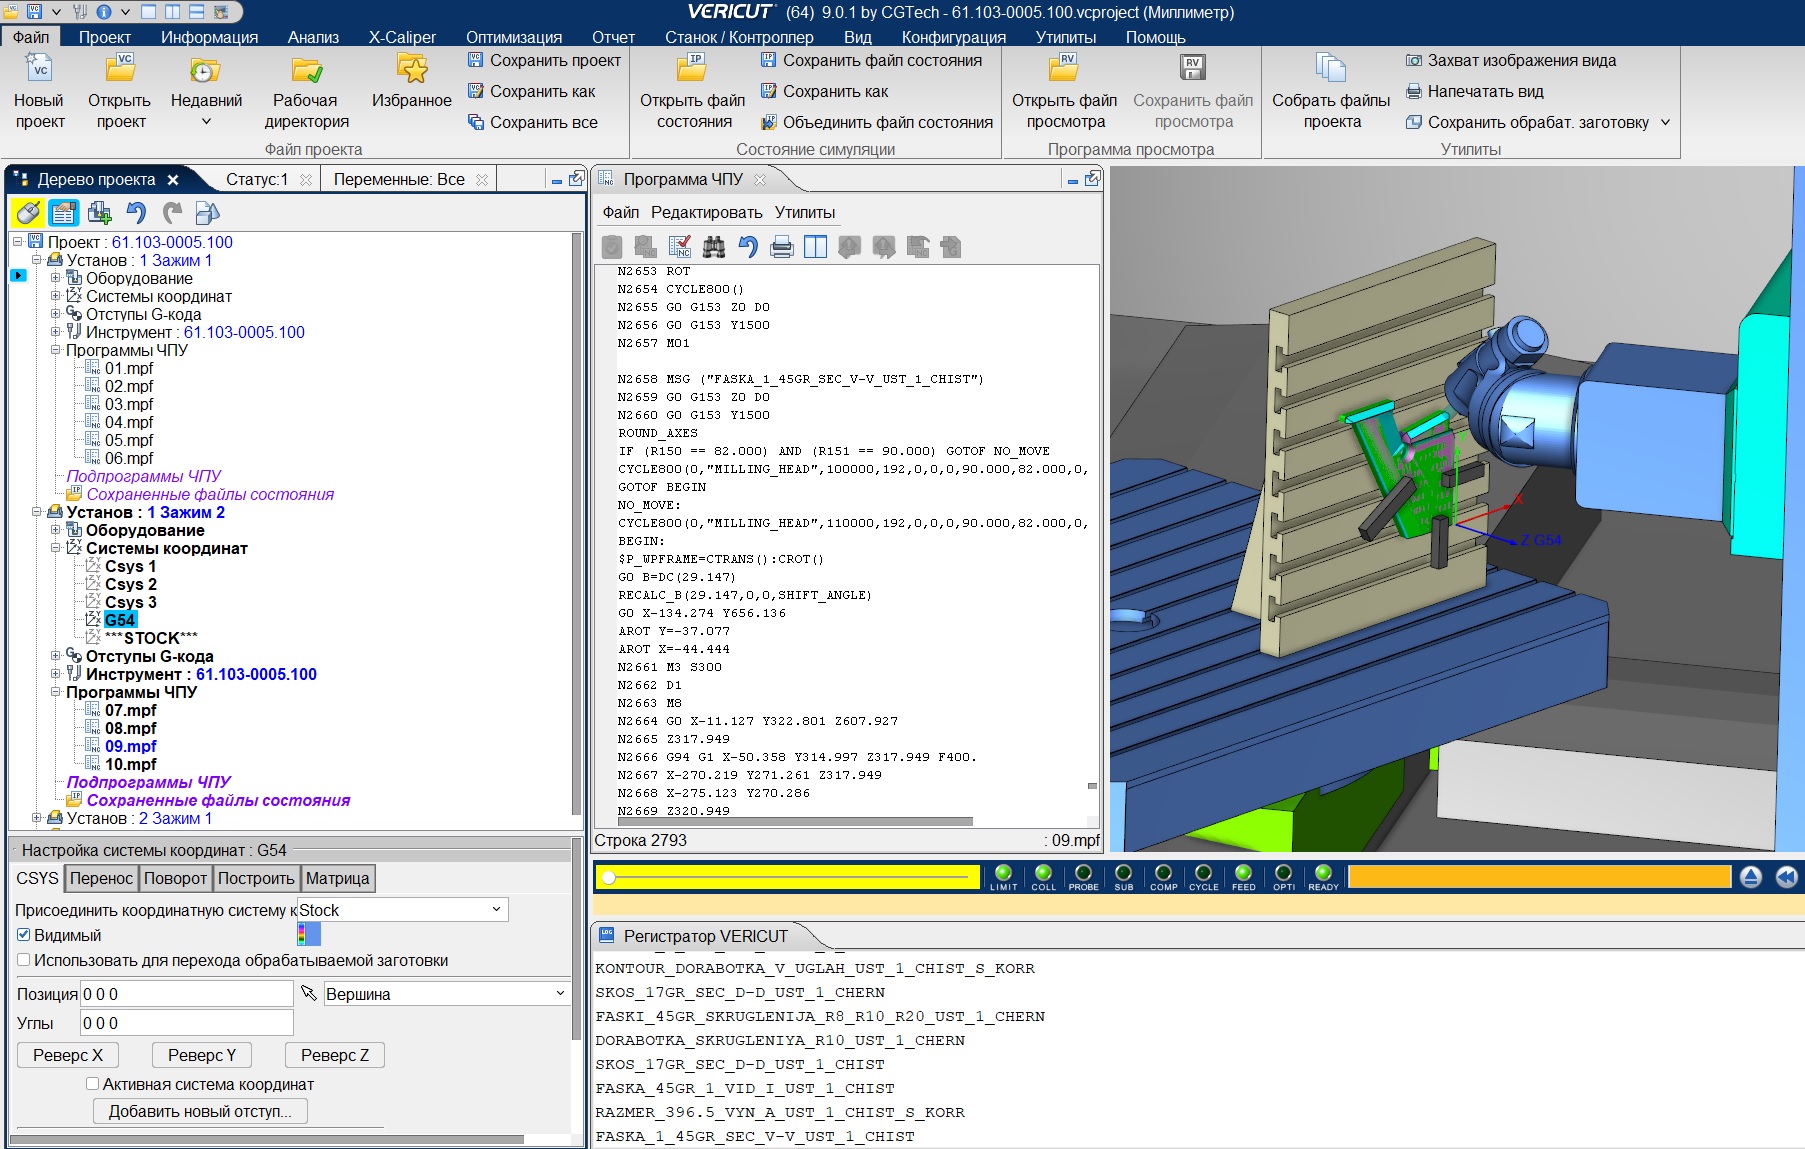 VERICUT (64) 9.0.1 by CGTech - 61.103-0005.100.vcproject (Миллиметр)
Файл Проект Информация Анализ X-Caliper Оптимизация Отчет Станок / Контроллер Вид Конфигурация Утилиты Помощь
Новый проект
Открыть проект
Недавний
Рабочая директория
Избранное
Сохранить проект
Сохранить как
Сохранить все
Файл проекта
Открыть файл состояния
Сохранить файл состояния
Сохранить как
Объединить файл состояния
Состояние симуляции
Открыть файл просмотра
Сохранить файл просмотра
Программа просмотра
Собрать файлы проекта
Захват изображения вида
Напечатать вид
Сохранить обработ. заготовку
Утилиты
Дерево проекта Статус:1 Переменные: Все
Проект : 61.103-0005.100
Установ : 1 Зажим 1
Оборудование
Системы координат
Отступы G-кода
Инструмент : 61.103-0005.100
Программы ЧПУ
01.mpf
02.mpf
03.mpf
04.mpf
05.mpf
06.mpf
Подпрограммы ЧПУ
Сохраненные файлы состояния
Установ : 1 Зажим 2
Оборудование
Системы координат
Csys 1
Csys 2
Csys 3
G54
***STOCK***
Отступы G-кода
Инструмент : 61.103-0005.100
Программы ЧПУ
07.mpf
08.mpf
09.mpf
10.mpf
Подпрограммы ЧПУ
Сохраненные файлы состояния
Установ : 2 Зажим 1
Настройка системы координат : G54
CSYS Перенос Поворот Построить Матрица
Присоединить координатную систему к Stock
Видимый
Использовать для перехода обрабатываемой заготовки
Позиция 0 0 0 Вершина
Углы 0 0 0
Реверс X Реверс Y Реверс Z
Активная система координат
Добавить новый отступ...
Программа ЧПУ
Файл Редактировать Утилиты
N2653 ROT
N2654 CYCLE800()
N2655 G0 G153 Z0 D0
N2656 G0 G153 Y1500
N2657 M01
N2658 MSG ("FASKA_1_45GR_SEC_V-V_UST_1_CHIST")
N2659 G0 G153 Z0 D0
N2660 G0 G153 Y1500
ROUND_AXES
IF (R150 == 82.000) AND (R151 == 90.000) GOTOF NO_MOVE
CYCLE800(0,"MILLING_HEAD",100000,192,0,0,0,90.000,82.000,0,
GOTOF BEGIN
NO_MOVE:
CYCLE800(0,"MILLING_HEAD",110000,192,0,0,0,90.000,82.000,0,
BEGIN:
$P_WPFRAME=CTRANS():CROT()
G0 B=DC(29.147)
RECALC_B(29.147,0,0,SHIFT_ANGLE)
G0 X-134.274 Y656.136
AROT Y=-37.077
AROT X=-44.444
N2661 M3 S300
N2662 D1
N2663 M8
N2664 G0 X-11.127 Y322.801 Z607.927
N2665 Z317.949
N2666 G94 G1 X-50.358 Y314.997 Z317.949 F400.
N2667 X-270.219 Y271.261 Z317.949
N2668 X-275.123 Y270.286
N2669 Z320.949
Строка 2793 : 09.mpf
Y
X
Z G54
LIMIT COLL PROBE SUB COMP CYCLE FEED OPTI READY
Регистратор VERICUT
KONTOUR_DORABOTKA_V_UGLAH_UST_1_CHIST_S_KORR
SKOS_17GR_SEC_D-D_UST_1_CHERN
FASKI_45GR_SKRUGLENIJA_R8_R10_R20_UST_1_CHERN
DORABOTKA_SKRUGLENIYA_R10_UST_1_CHERN
SKOS_17GR_SEC_D-D_UST_1_CHIST
FASKA_45GR_1_VID_I_UST_1_CHIST
RAZMER_396.5_VYN_A_UST_1_CHIST_S_KORR
FASKA_1_45GR_SEC_V-V_UST_1_CHIST